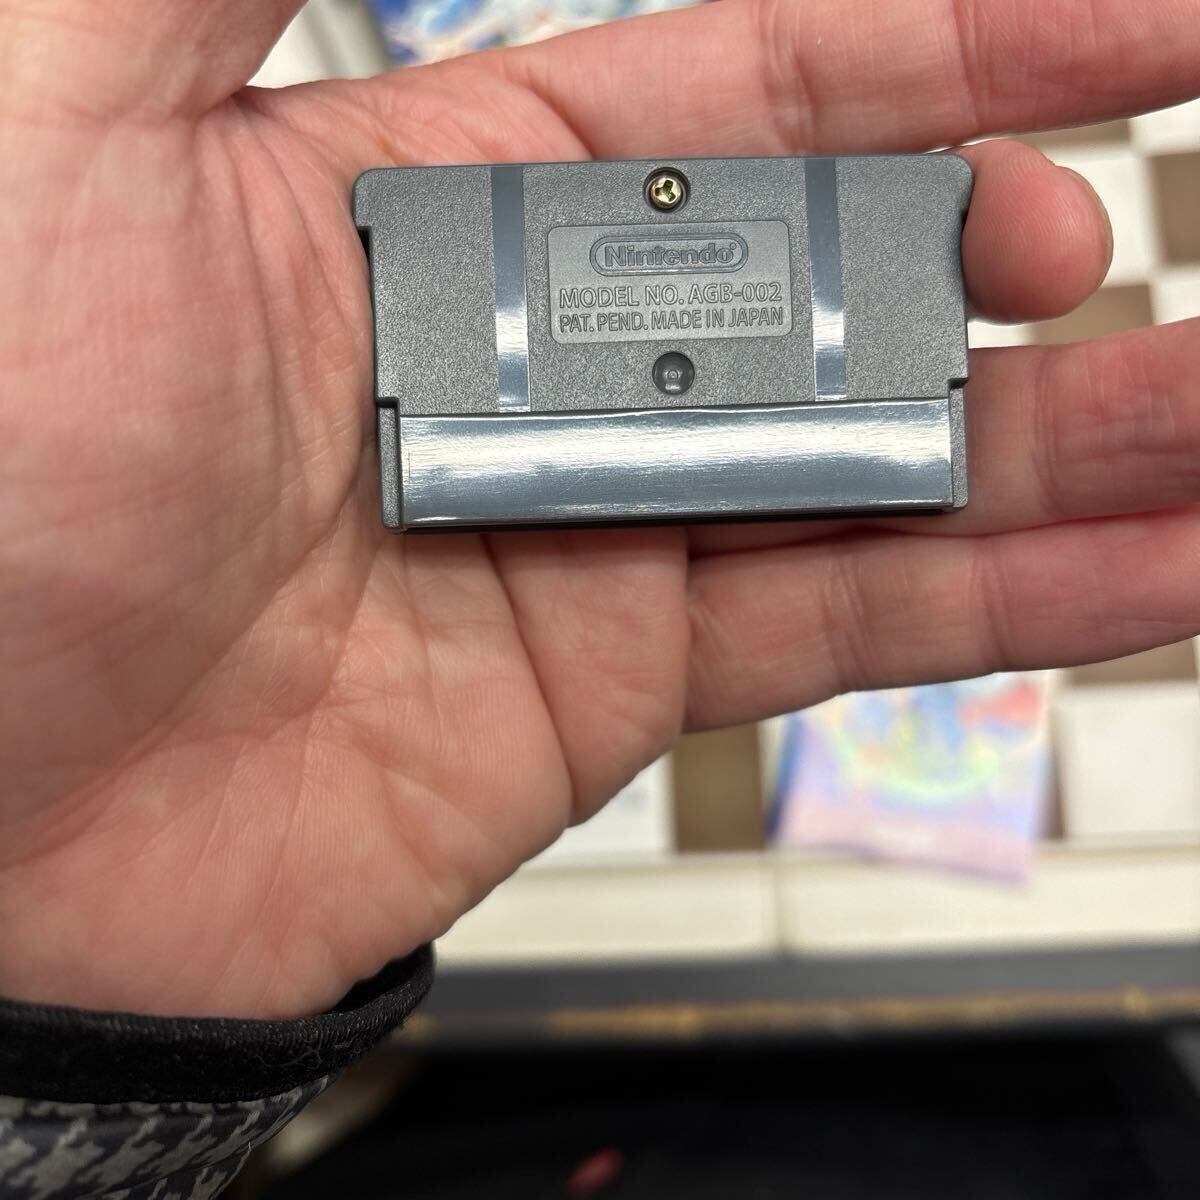 Nintendo
MODEL NO. AGB-002
PAT. PEND. MADE IN JAPAN